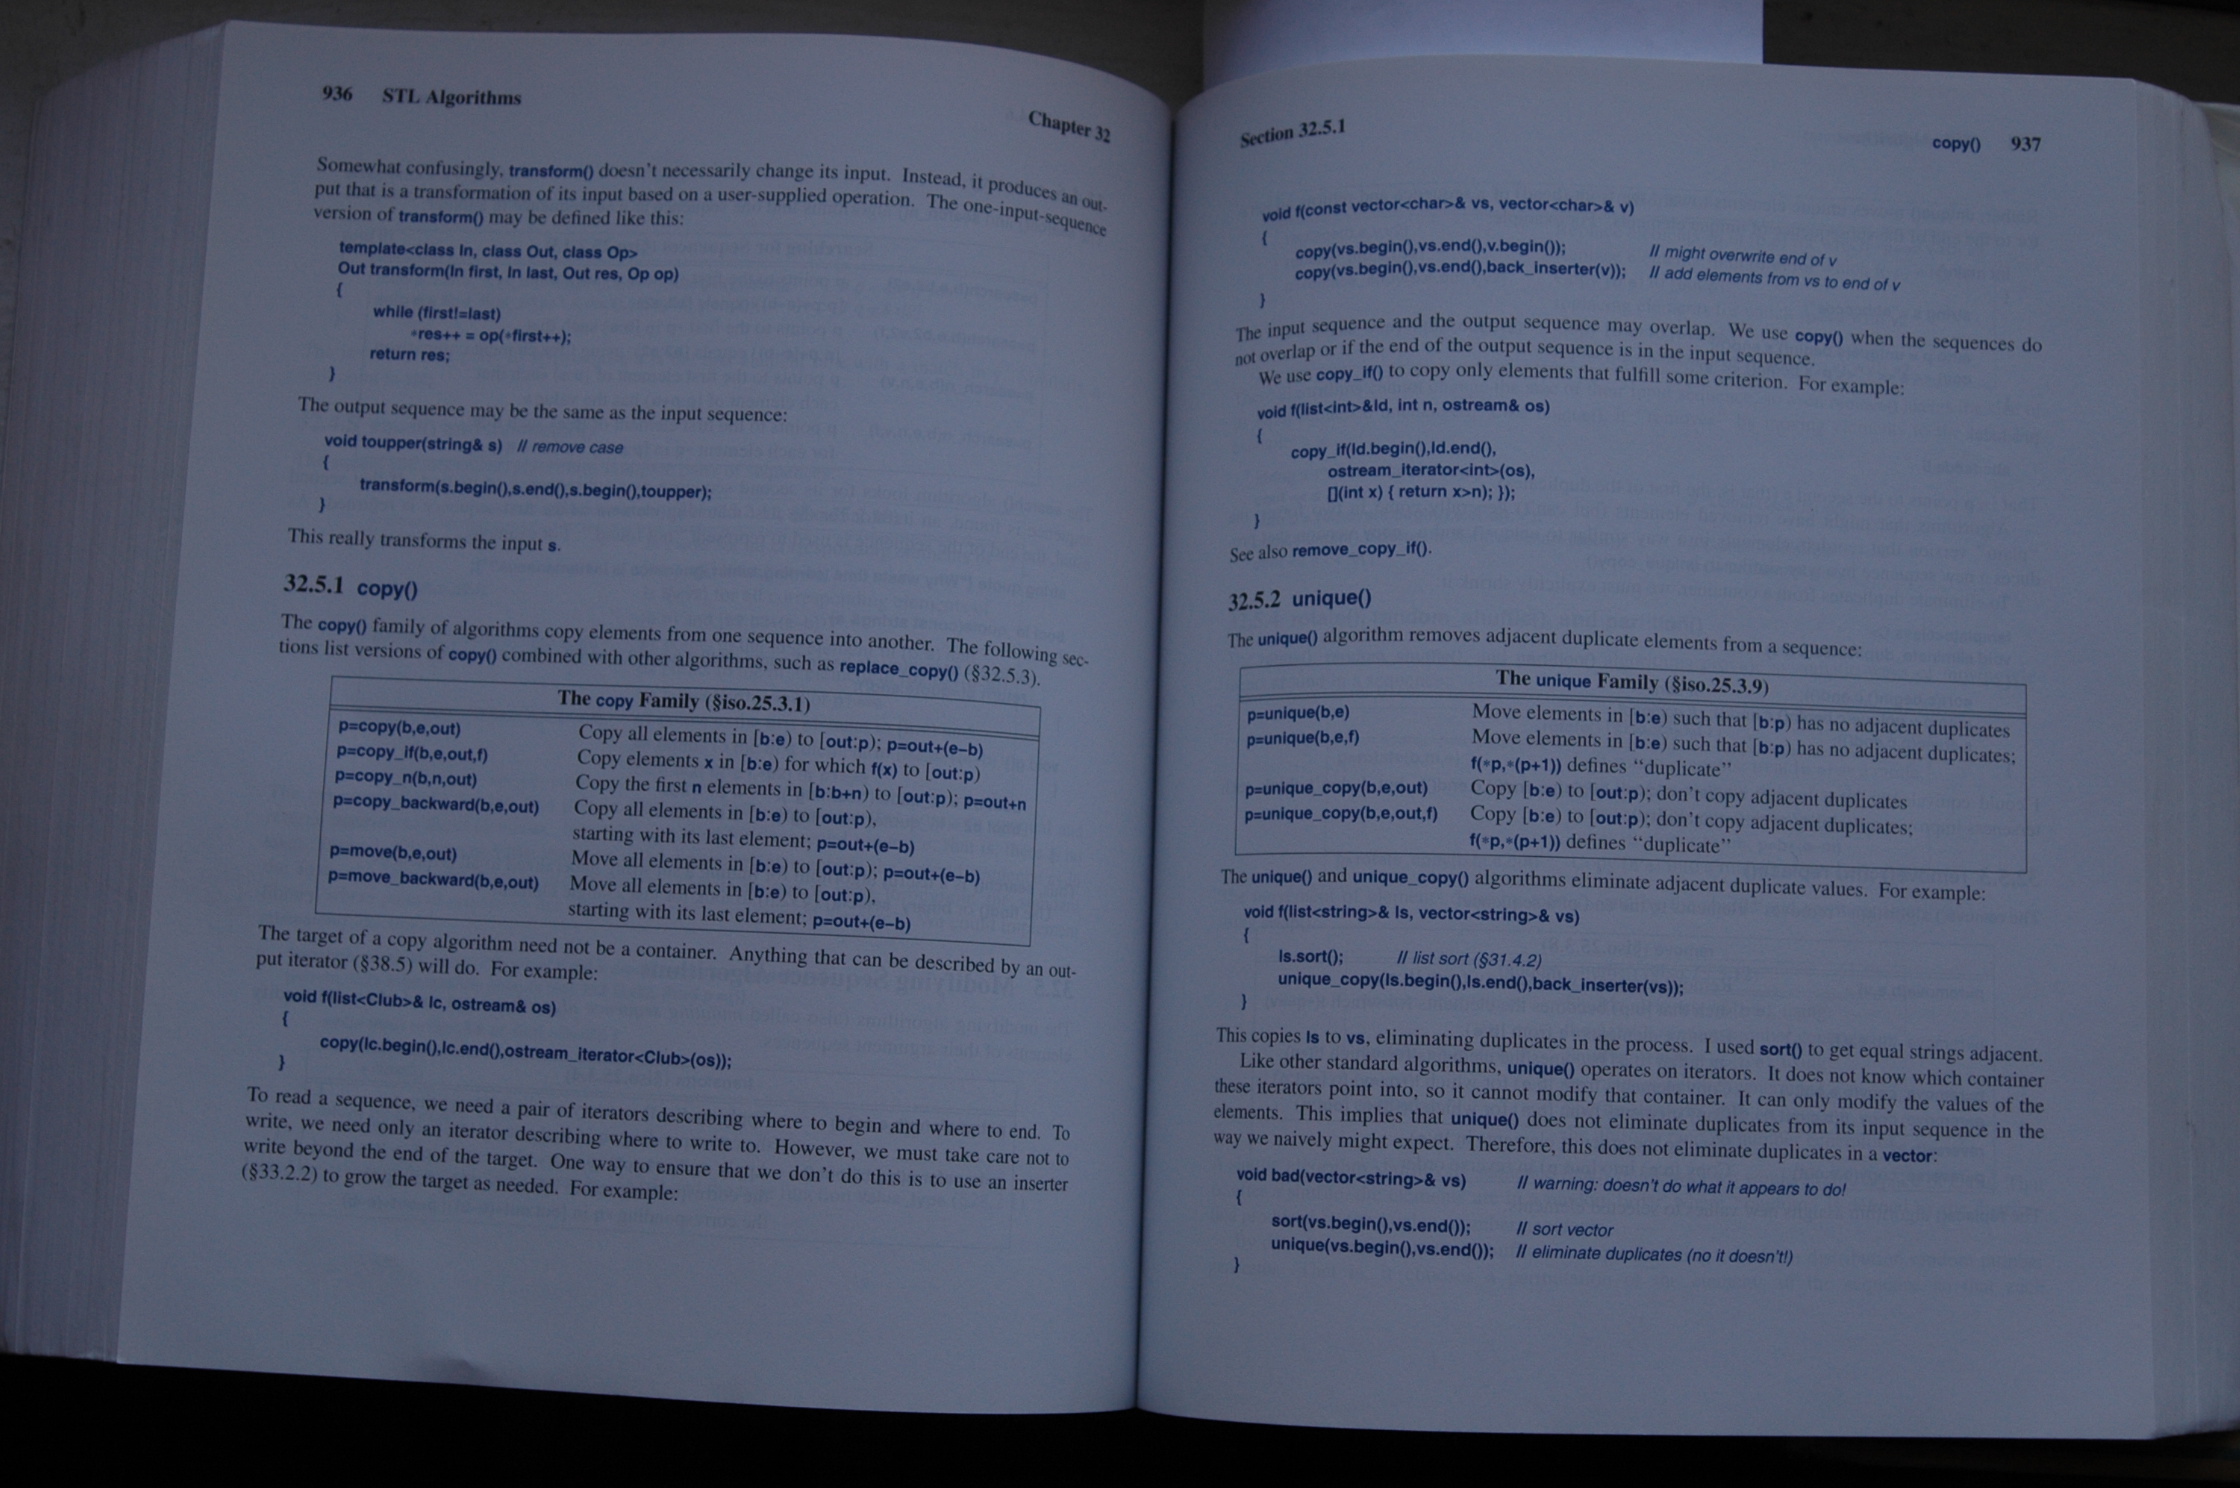 936 STL Algorithms
Chapter 32
Somewhat confusingly, transform() doesn't necessarily change its input. Instead, it produces an out-
put that is a transformation of its input based on a user-supplied operation. The one-input-sequence
version of transform() may be defined like this:
template<class In, class Out, class Op>
Out transform(In first, In last, Out res, Op op)
{
while (first!=last)
*res++ = op(*first++);
return res;
}
The output sequence may be the same as the input sequence:
void toupper(string& s) // remove case
{
transform(s.begin(),s.end(),s.begin(),toupper);
}
This really transforms the input s.
32.5.1 copy()
The copy() family of algorithms copy elements from one sequence into another. The following sec-
tions list versions of copy() combined with other algorithms, such as replace_copy() (§32.5.3).
The copy Family (§iso.25.3.1)
p=copy(b,e,out) Copy all elements in [b:e) to [out:p); p=out+(e−b)
p=copy_if(b,e,out,f) Copy elements x in [b:e) for which f(x) to [out:p)
p=copy_n(b,n,out) Copy the first n elements in [b:b+n) to [out:p); p=out+n
p=copy_backward(b,e,out) Copy all elements in [b:e) to [out:p),
starting with its last element; p=out+(e−b)
p=move(b,e,out) Move all elements in [b:e) to [out:p); p=out+(e−b)
p=move_backward(b,e,out) Move all elements in [b:e) to [out:p),
starting with its last element; p=out+(e−b)
The target of a copy algorithm need not be a container. Anything that can be described by an out-
put iterator (§38.5) will do. For example:
void f(list<Club>& lc, ostream& os)
{
copy(lc.begin(),lc.end(),ostream_iterator<Club>(os));
}
To read a sequence, we need a pair of iterators describing where to begin and where to end. To
write, we need only an iterator describing where to write to. However, we must take care not to
write beyond the end of the target. One way to ensure that we don't do this is to use an inserter
(§33.2.2) to grow the target as needed. For example:
Section 32.5.1
copy() 937
void f(const vector<char>& vs, vector<char>& v)
{
copy(vs.begin(),vs.end(),v.begin()); // might overwrite end of v
copy(vs.begin(),vs.end(),back_inserter(v)); // add elements from vs to end of v
}
The input sequence and the output sequence may overlap. We use copy() when the sequences do
not overlap or if the end of the output sequence is in the input sequence.
We use copy_if() to copy only elements that fulfill some criterion. For example:
void f(list<int>&ld, int n, ostream& os)
{
copy_if(ld.begin(),ld.end(),
ostream_iterator<int>(os),
[](int x) { return x>n); });
}
See also remove_copy_if().
32.5.2 unique()
The unique() algorithm removes adjacent duplicate elements from a sequence:
The unique Family (§iso.25.3.9)
p=unique(b,e) Move elements in [b:e) such that [b:p) has no adjacent duplicates
p=unique(b,e,f) Move elements in [b:e) such that [b:p) has no adjacent duplicates;
f(*p,*(p+1)) defines “duplicate”
p=unique_copy(b,e,out) Copy [b:e) to [out:p); don't copy adjacent duplicates
p=unique_copy(b,e,out,f) Copy [b:e) to [out:p); don't copy adjacent duplicates;
f(*p,*(p+1)) defines “duplicate”
The unique() and unique_copy() algorithms eliminate adjacent duplicate values. For example:
void f(list<string>& ls, vector<string>& vs)
{
ls.sort(); // list sort (§31.4.2)
unique_copy(ls.begin(),ls.end(),back_inserter(vs));
}
This copies ls to vs, eliminating duplicates in the process. I used sort() to get equal strings adjacent.
Like other standard algorithms, unique() operates on iterators. It does not know which container
these iterators point into, so it cannot modify that container. It can only modify the values of the
elements. This implies that unique() does not eliminate duplicates from its input sequence in the
way we naively might expect. Therefore, this does not eliminate duplicates in a vector:
void bad(vector<string>& vs) // warning: doesn't do what it appears to do!
{
sort(vs.begin(),vs.end()); // sort vector
unique(vs.begin(),vs.end()); // eliminate duplicates (no it doesn't!)
}